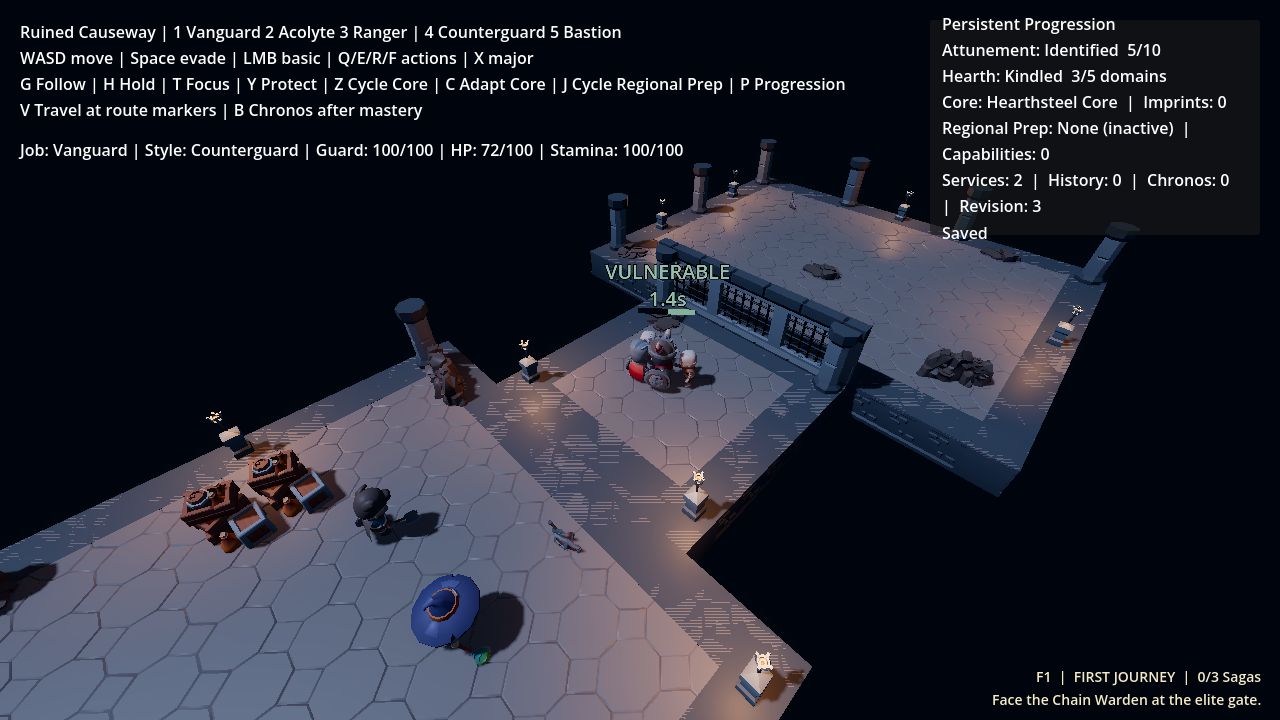 Ruined Causeway | 1 Vanguard 2 Acolyte 3 Ranger | 4 Counterguard 5 Bastion
WASD move | Space evade | LMB basic | Q/E/R/F actions | X major
G Follow | H Hold | T Focus | Y Protect | Z Cycle Core | C Adapt Core | J Cycle Regional Prep | P Progression
V Travel at route markers | B Chronos after mastery
Job: Vanguard | Style: Counterguard | Guard: 100/100 | HP: 72/100 | Stamina: 100/100
Persistent Progression
Attunement: Identified 5/10
Hearth: Kindled 3/5 domains
Core: Hearthsteel Core | Imprints: 0
Regional Prep: None (inactive) |
Capabilities: 0
Services: 2 | History: 0 | Chronos: 0
| Revision: 3
Saved
VULNERABLE
1.4s
F1 | FIRST JOURNEY | 0/3 Sagas
Face the Chain Warden at the elite gate.